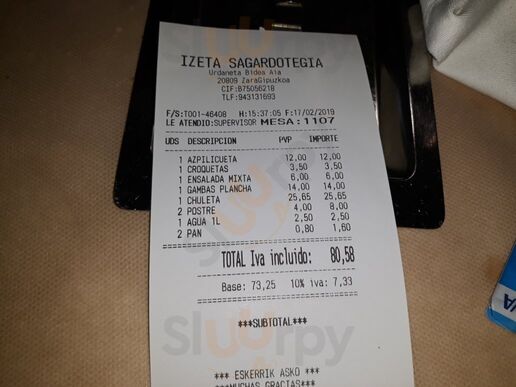 IZETA SAGARDOTEGIA
Urdaneta Bidea Aia
20809 ZaraGipuzkoa
CIF:B75056218
TLF:943131693
F/S:T001-46408 H:15:37:05 F:17/02/2019
LE ATENDIO:SUPERVISOR MESA:1107
UDS DESCRIPCION PVP IMPORTE
1 AZPILICUETA 12,00 12,00
1 CROQUETAS 3,50 3,50
1 ENSALADA MIXTA 6,00 6,00
1 GAMBAS PLANCHA 14,00 14,00
1 CHULETA 25,65 25,65
2 POSTRE 4,00 8,00
1 AGUA 1L 2,50 2,50
2 PAN 0,80 1,60
TOTAL Iva incluido: 80,58
Base: 73,25 10% iva: 7,33
***SUBTOTAL***
Sluurpy
*** ESKERRIK ASKO ***
***MUCHAS GRACIAS***